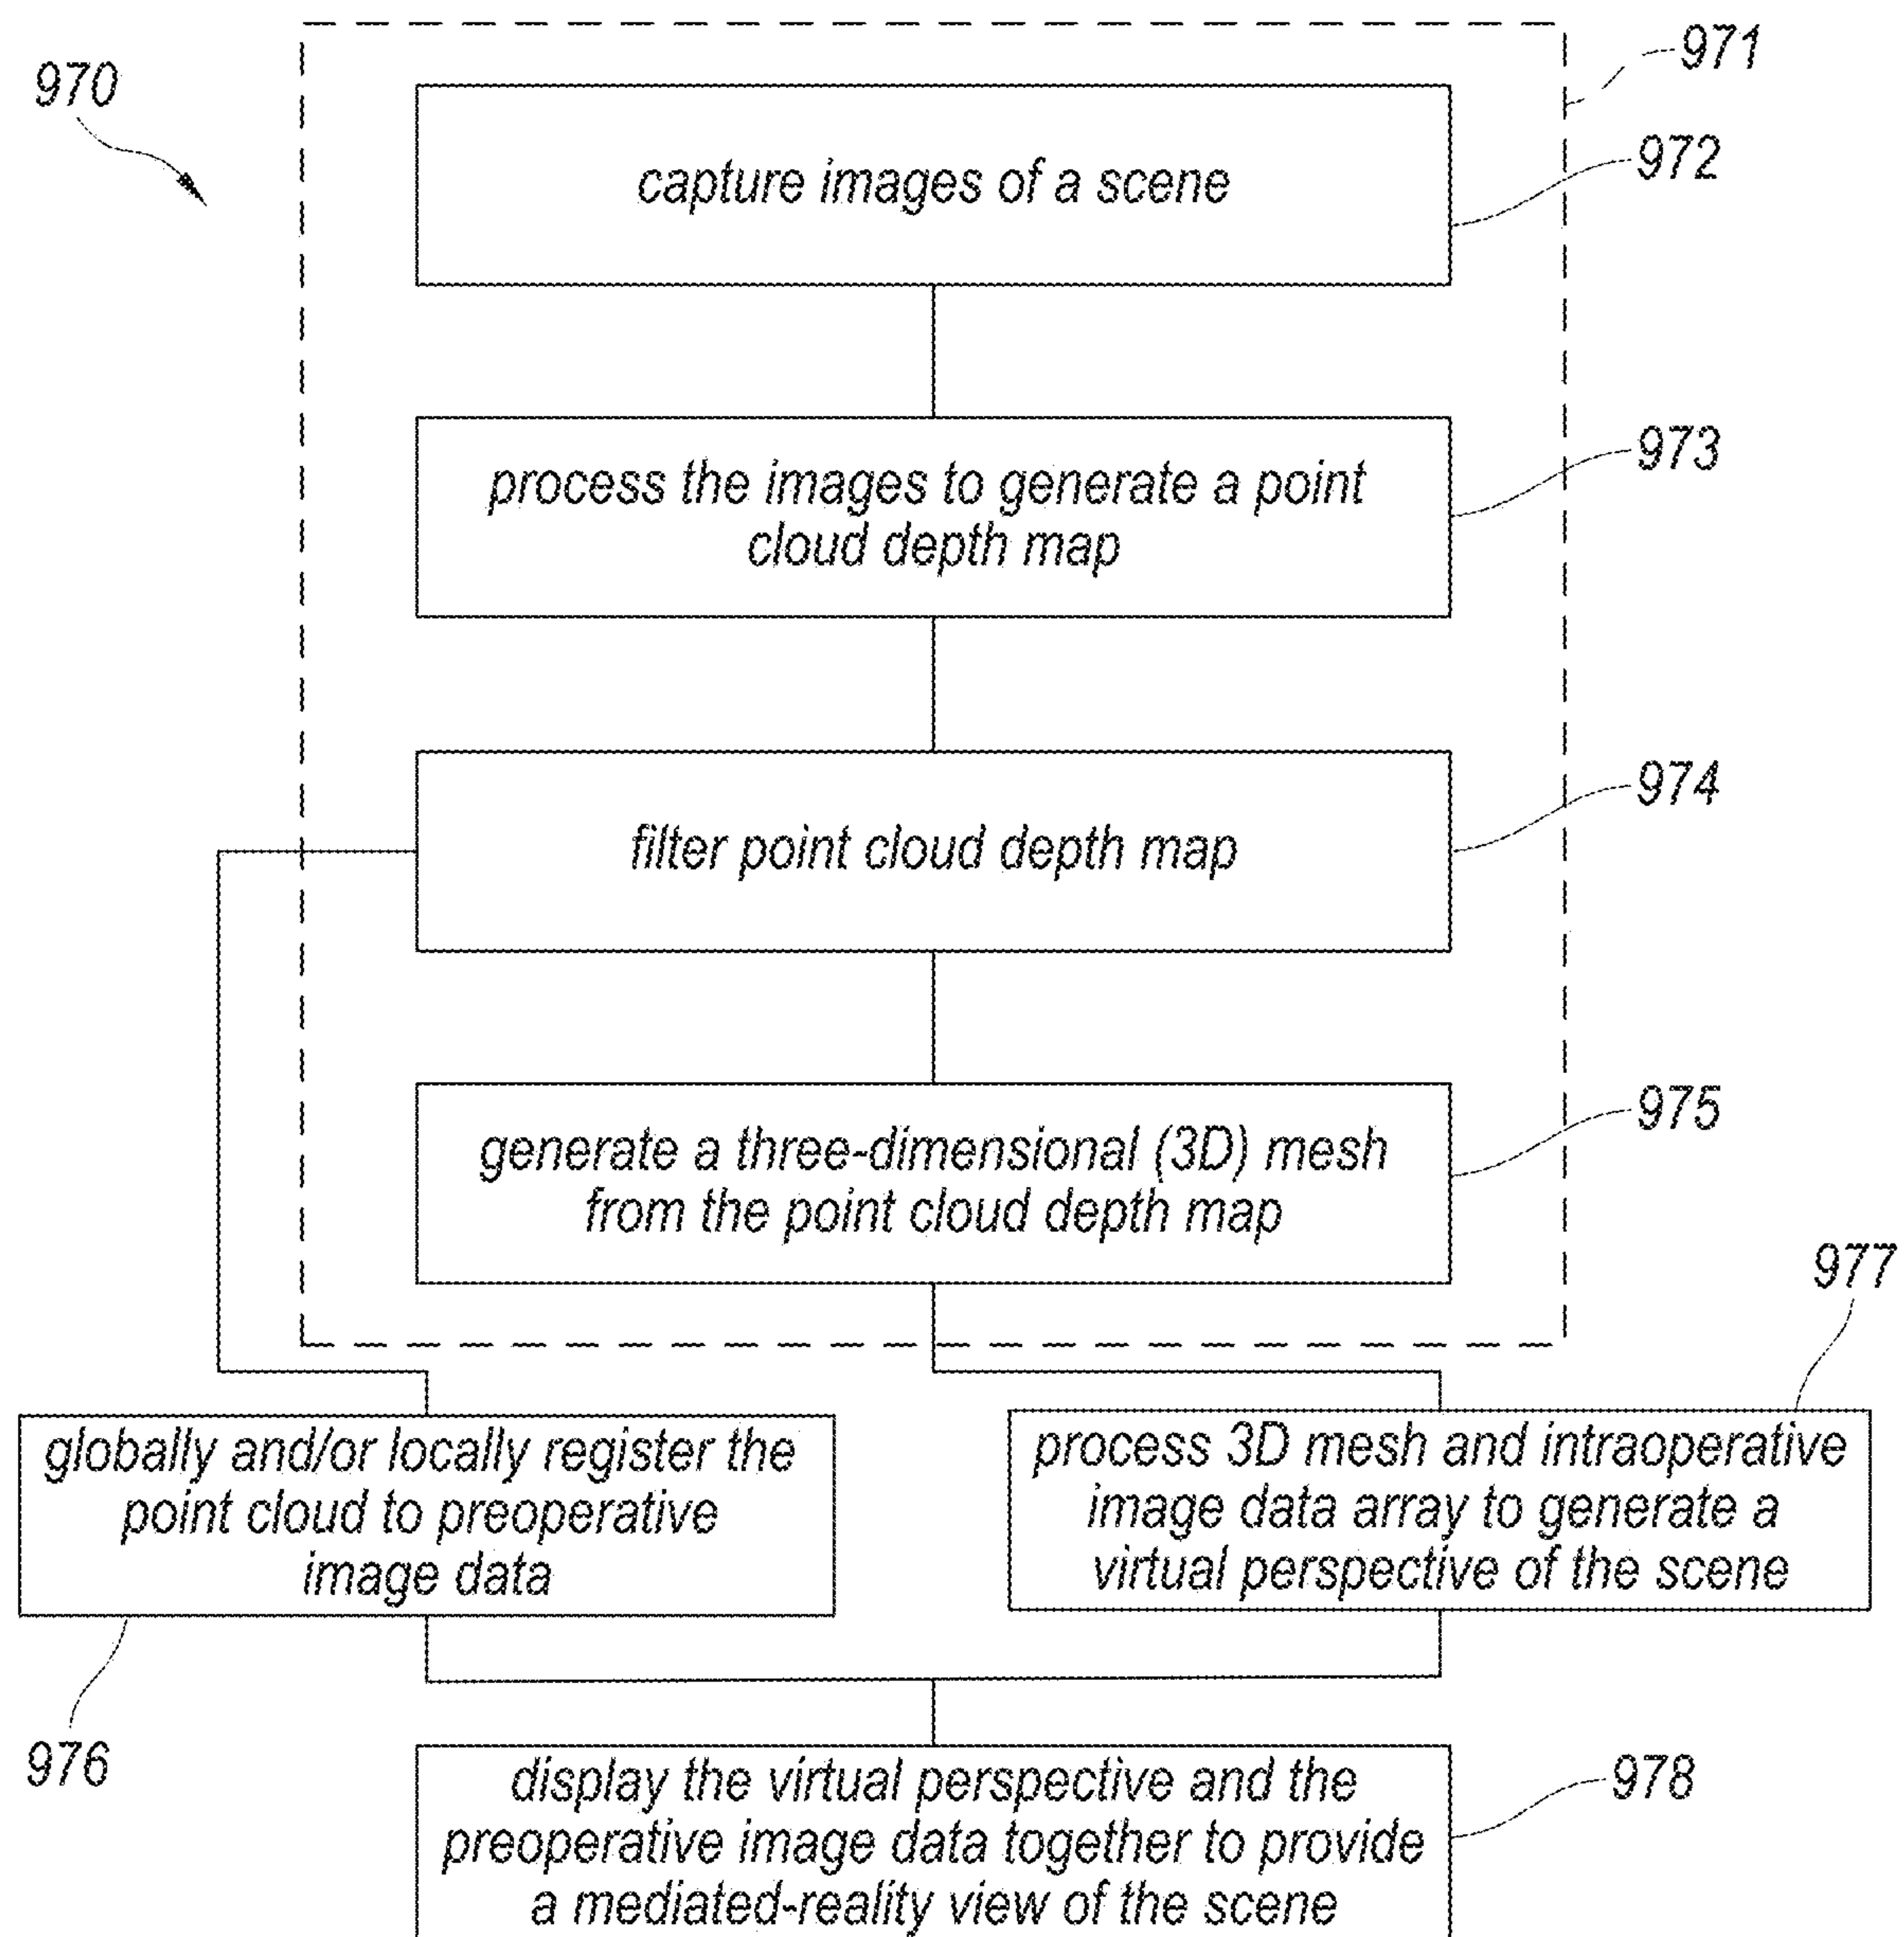 970
971
capture images of a scene
972
process the images to generate a point
cloud depth map
973
filter point cloud depth map
974
generate a three-dimensional (3D) mesh
from the point cloud depth map
975
globally and/or locally register the
point cloud to preoperative
image data
976
process 3D mesh and intraoperative
image data array to generate a
virtual perspective of the scene
977
display the virtual perspective and the
preoperative image data together to provide
a mediated-reality view of the scene
978